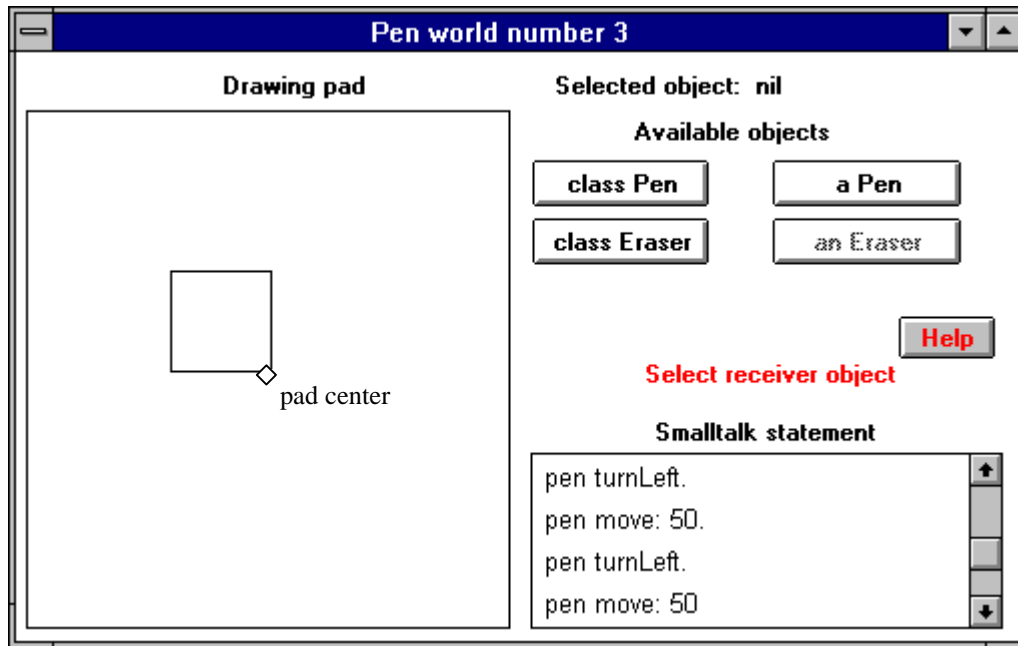 Pen world number 3
Drawing pad
pad center
Selected object: nil
Available objects
class Pen
a Pen
class Eraser
an Eraser
Help
Select receiver object
Smalltalk statement
pen turnLeft.
pen move: 50.
pen turnLeft.
pen move: 50